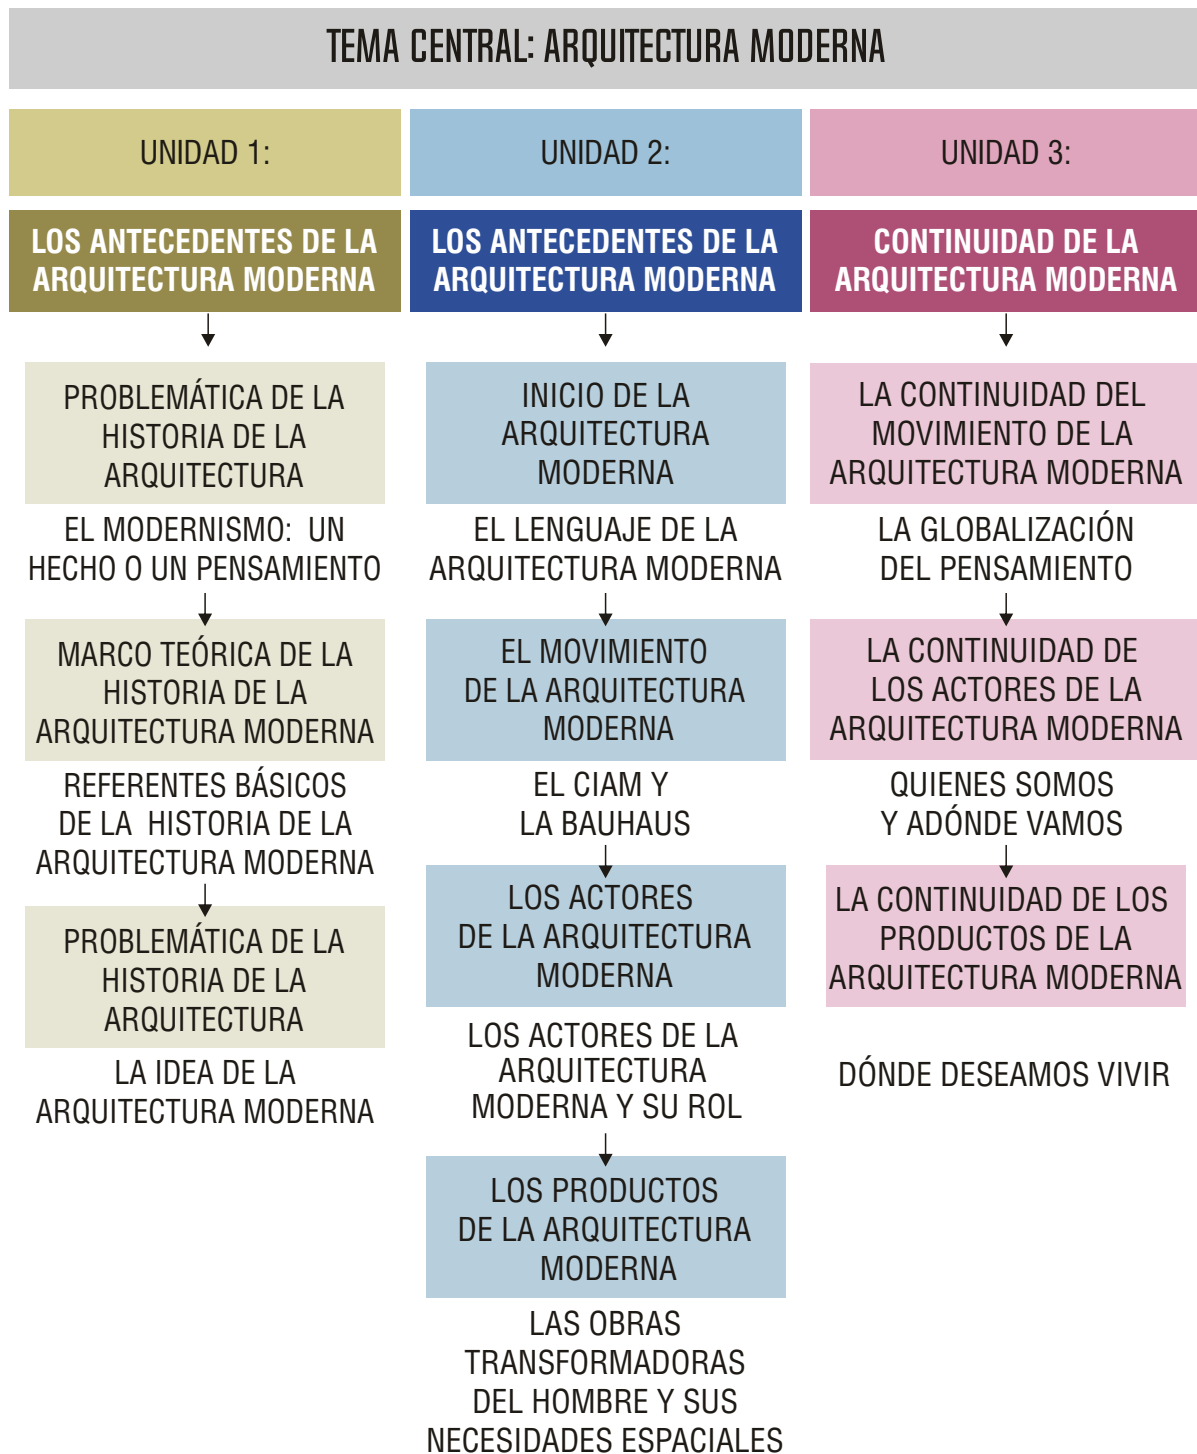 TEMA CENTRAL: ARQUITECTURA MODERNA
UNIDAD 1:
LOS ANTECEDENTES DE LA
ARQUITECTURA MODERNA
PROBLEMÁTICA DE LA
HISTORIA DE LA
ARQUITECTURA
EL MODERNISMO: UN
HECHO O UN PENSAMIENTO
MARCO TEÓRICA DE LA
HISTORIA DE LA
ARQUITECTURA MODERNA
REFERENTES BÁSICOS
DE LA HISTORIA DE LA
ARQUITECTURA MODERNA
PROBLEMÁTICA DE LA
HISTORIA DE LA
ARQUITECTURA
LA IDEA DE LA
ARQUITECTURA MODERNA
UNIDAD 2:
LOS ANTECEDENTES DE LA
ARQUITECTURA MODERNA
INICIO DE LA
ARQUITECTURA
MODERNA
EL LENGUAJE DE LA
ARQUITECTURA MODERNA
EL MOVIMIENTO
DE LA ARQUITECTURA
MODERNA
EL CIAM Y
LA BAUHAUS
LOS ACTORES
DE LA ARQUITECTURA
MODERNA
LOS ACTORES DE LA
ARQUITECTURA
MODERNA Y SU ROL
LOS PRODUCTOS
DE LA ARQUITECTURA
MODERNA
LAS OBRAS
TRANSFORMADORAS
DEL HOMBRE Y SUS
NECESIDADES ESPACIALES
UNIDAD 3:
CONTINUIDAD DE LA
ARQUITECTURA MODERNA
LA CONTINUIDAD DEL
MOVIMIENTO DE LA
ARQUITECTURA MODERNA
LA GLOBALIZACIÓN
DEL PENSAMIENTO
LA CONTINUIDAD DE
LOS ACTORES DE LA
ARQUITECTURA MODERNA
QUIENES SOMOS
Y ADÓNDE VAMOS
LA CONTINUIDAD DE LOS
PRODUCTOS DE LA
ARQUITECTURA MODERNA
DÓNDE DESEAMOS VIVIR